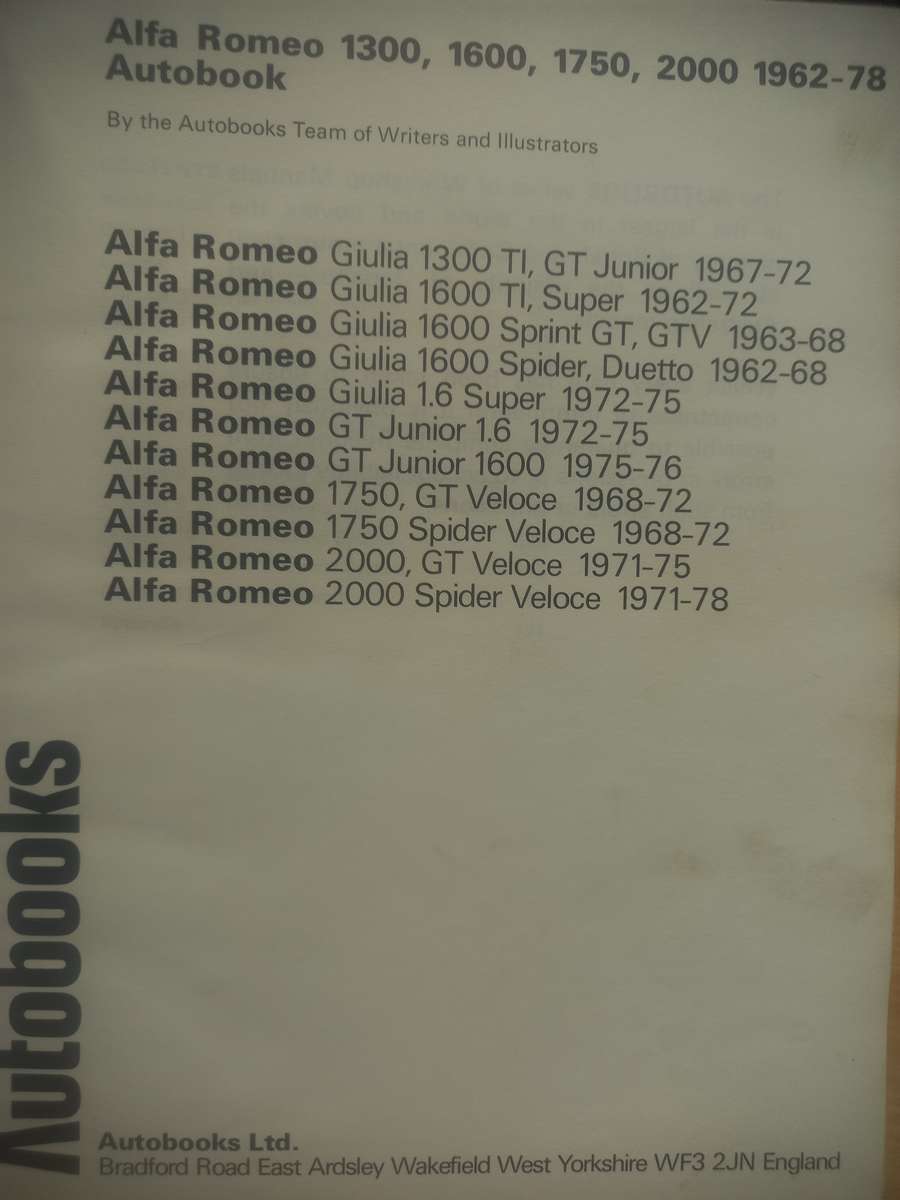 Alfa Romeo 1300, 1600, 1750, 2000 1962-78
Autobook
By the Autobooks Team of Writers and Illustrators
Alfa Romeo Giulia 1300 TI, GT Junior 1967-72
Alfa Romeo Giulia 1600 TI, Super 1962-72
Alfa Romeo Giulia 1600 Sprint GT, GTV 1963-68
Alfa Romeo Giulia 1600 Spider, Duetto 1962-68
Alfa Romeo Giulia 1.6 Super 1972-75
Alfa Romeo GT Junior 1.6 1972-75
Alfa Romeo GT Junior 1600 1975-76
Alfa Romeo 1750, GT Veloce 1968-72
Alfa Romeo 1750 Spider Veloce 1968-72
Alfa Romeo 2000, GT Veloce 1971-75
Alfa Romeo 2000 Spider Veloce 1971-78
Autobooks
Autobooks Ltd.
Bradford Road East Ardsley Wakefield West Yorkshire WF3 2JN England